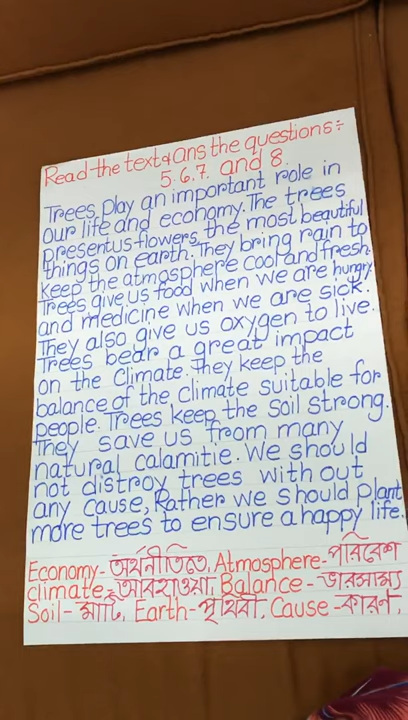 Read the text & ans the questions:-
5. 6. 7. and 8.
Trees play an important role in
our life and economy. The trees
present us flowers, the most beautiful
things on earth. They bring rain to
keep the atmosphere cool and fresh.
Trees give us food when we are hungry
and medicine when we are sick.
They also give us oxygen to live.
Trees bear a great impact
on the Climate. They keep the
balance of the climate suitable for
people. Trees keep the Soil strong.
They save us from many
natural calamitie. We should
not distroy trees with out
any cause, Rather we should plant
more trees to ensure a happy life.
Economy - অর্থনীতিতে, Atmosphere - পরিবেশ
climate - আবহাওয়া, Balance - ভারসাম্য
Soil - মাটি, Earth - পৃথিবী, Cause - কারণ,